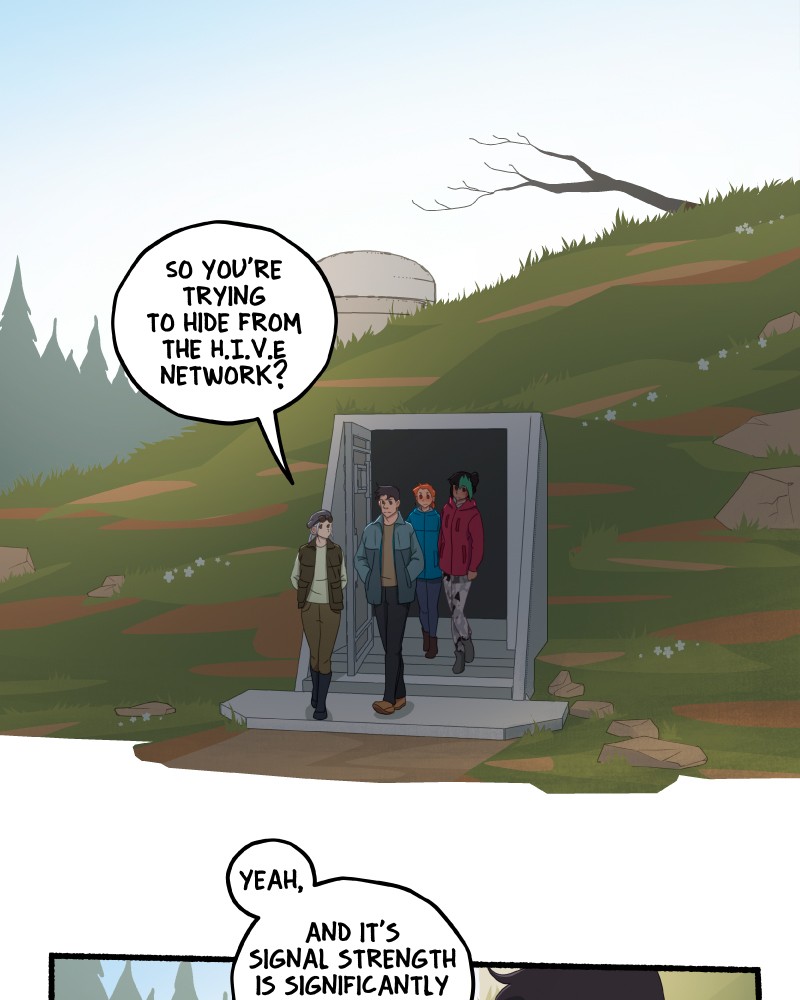 SO YOU'RE
TRYING
TO HIDE FROM
THE H.I.V.E
NETWORK?
YEAH,
AND IT'S
SIGNAL STRENGTH
IS SIGNIFICANTLY